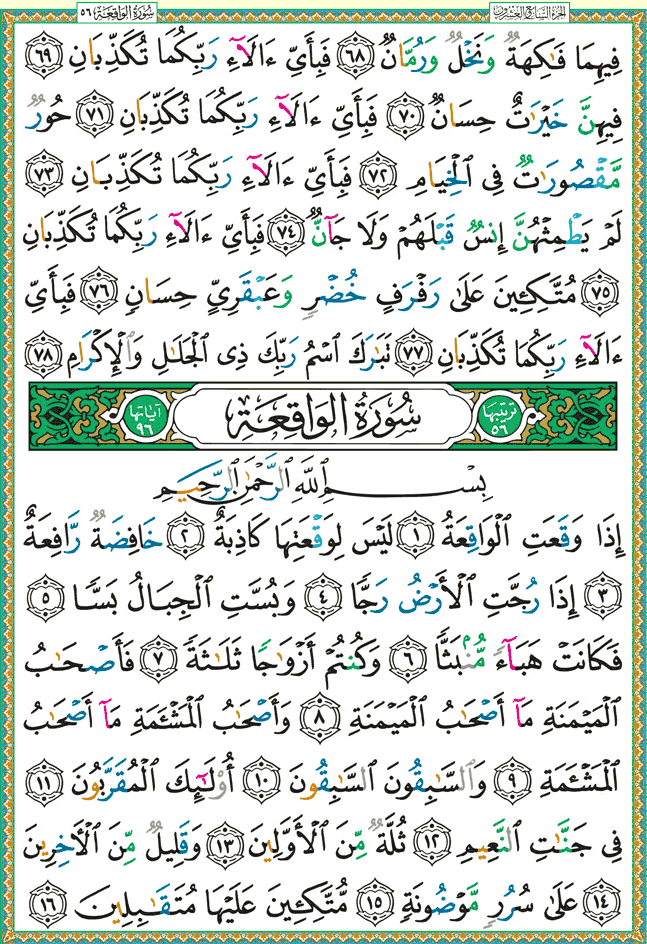 سُورَةُ الوَاقِعَة ٥٦ الجزء السابع والعشرون
فِيهِمَا فَٰكِهَةٌ وَنَخْلٌ وَرُمَّانٌ ٦٨ فَبِأَيِّ ءَالَآءِ رَبِّكُمَا تُكَذِّبَانِ ٦٩
فِيهِنَّ خَيْرَٰتٌ حِسَانٌ ٧٠ فَبِأَيِّ ءَالَآءِ رَبِّكُمَا تُكَذِّبَانِ ٧١ حُورٌ
مَّقْصُورَٰتٌ فِى ٱلْخِيَامِ ٧٢ فَبِأَيِّ ءَالَآءِ رَبِّكُمَا تُكَذِّبَانِ ٧٣
لَمْ يَطْمِثْهُنَّ إِنسٌ قَبْلَهُمْ وَلَا جَآنٌّ ٧٤ فَبِأَيِّ ءَالَآءِ رَبِّكُمَا تُكَذِّبَانِ
٧٥ مُتَّكِـِٔينَ عَلَىٰ رَفْرَفٍ خُضْرٍ وَعَبْقَرِىٍّ حِسَانٍ ٧٦ فَبِأَيِّ
ءَالَآءِ رَبِّكُمَا تُكَذِّبَانِ ٧٧ تَبَٰرَكَ ٱسْمُ رَبِّكَ ذِى ٱلْجَلَٰلِ وَٱلْإِكْرَامِ ٧٨
ترتيبها ٥٦ سُورَةُ الوَاقِعَةِ آياتها ٩٦
بِسْمِ ٱللَّهِ ٱلرَّحْمَٰنِ ٱلرَّحِيمِ
إِذَا وَقَعَتِ ٱلْوَاقِعَةُ ١ لَيْسَ لِوَقْعَتِهَا كَاذِبَةٌ ٢ خَافِضَةٌ رَّافِعَةٌ
٣ إِذَا رُجَّتِ ٱلْأَرْضُ رَجًّا ٤ وَبُسَّتِ ٱلْجِبَالُ بَسًّا ٥
فَكَانَتْ هَبَآءً مُّنۢبَثًّا ٦ وَكُنتُمْ أَزْوَٰجًا ثَلَٰثَةً ٧ فَأَصْحَٰبُ
ٱلْمَيْمَنَةِ مَآ أَصْحَٰبُ ٱلْمَيْمَنَةِ ٨ وَأَصْحَٰبُ ٱلْمَشْـَٔمَةِ مَآ أَصْحَٰبُ
ٱلْمَشْـَٔمَةِ ٩ وَٱلسَّٰبِقُونَ ٱلسَّٰبِقُونَ ١٠ أُو۟لَٰٓئِكَ ٱلْمُقَرَّبُونَ ١١
فِى جَنَّٰتِ ٱلنَّعِيمِ ١٢ ثُلَّةٌ مِّنَ ٱلْأَوَّلِينَ ١٣ وَقَلِيلٌ مِّنَ ٱلْءَاخِرِينَ
١٤ عَلَىٰ سُرُرٍ مَّوْضُونَةٍ ١٥ مُّتَّكِـِٔينَ عَلَيْهَا مُتَقَٰبِلِينَ ١٦